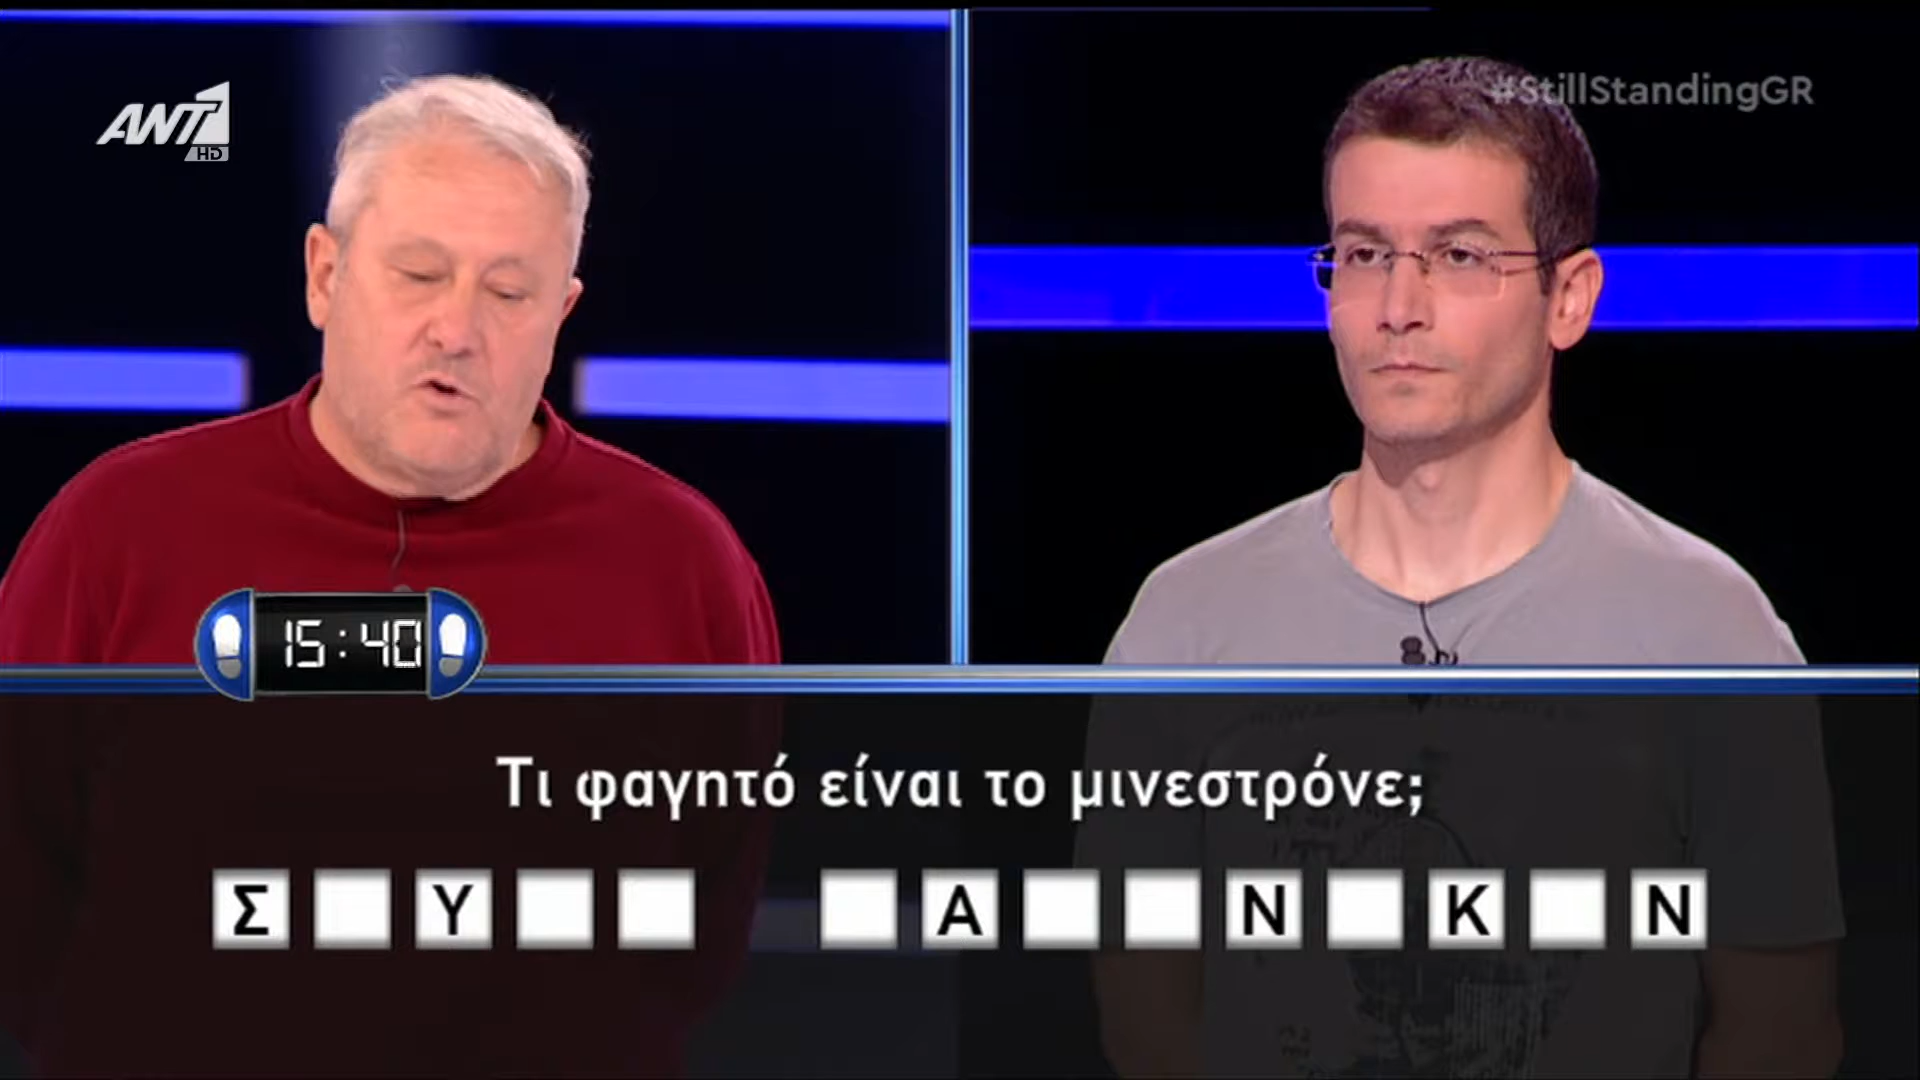 ANT1
HD
#StillStandingGR
15:40
Τι φαγητό είναι το μινεστρόνε;
Σ Υ Α Ν Κ Ν